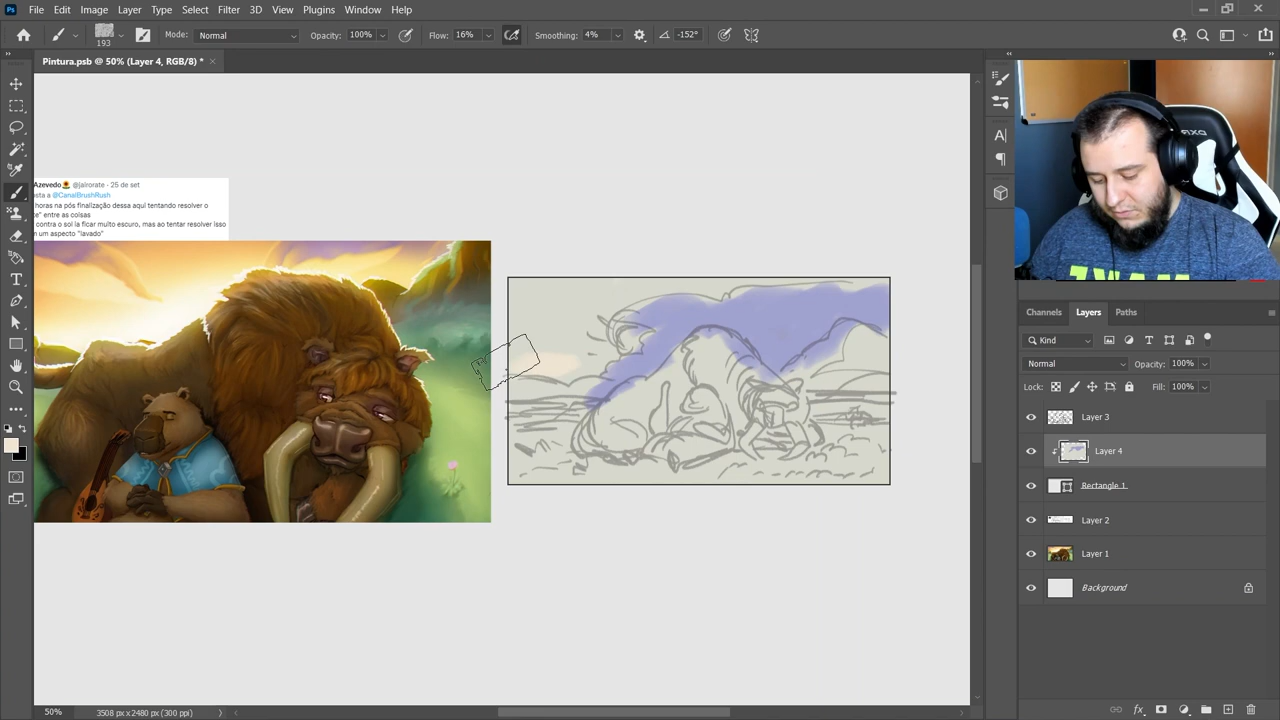 File Edit Image Layer Type Select Filter 3D View Plugins Window Help
193 Mode: Normal Opacity: 100% Flow: 16% Smoothing: 4% -152°
Pintura.psb @ 50% (Layer 4, RGB/8) *
Azevedo @jairorate · 25 de set
sta a @CanalBrushRush
horas na pós finalização dessa aqui tentando resolver o
te" entre as coisas
contra o sol ia ficar muito escuro, mas ao tentar resolver isso
um aspecto "lavado"
Channels Layers Paths
Kind
Normal Opacity: 100%
Lock: Fill: 100%
Layer 3
Layer 4
Rectangle 1
Layer 2
Layer 1
Background
50% 3508 px x 2480 px (300 ppi)